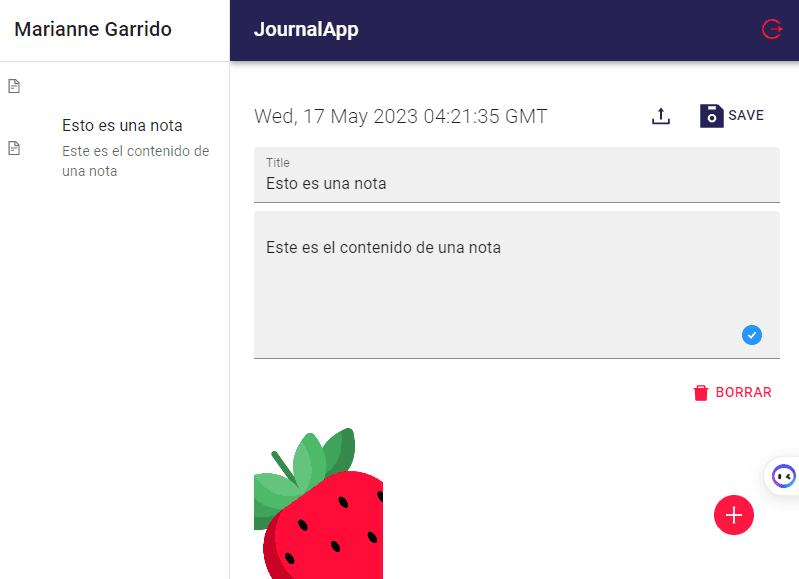 Marianne Garrido
JournalApp
Esto es una nota
Este es el contenido de
una nota
Wed, 17 May 2023 04:21:35 GMT
SAVE
Title
Esto es una nota
Este es el contenido de una nota
BORRAR